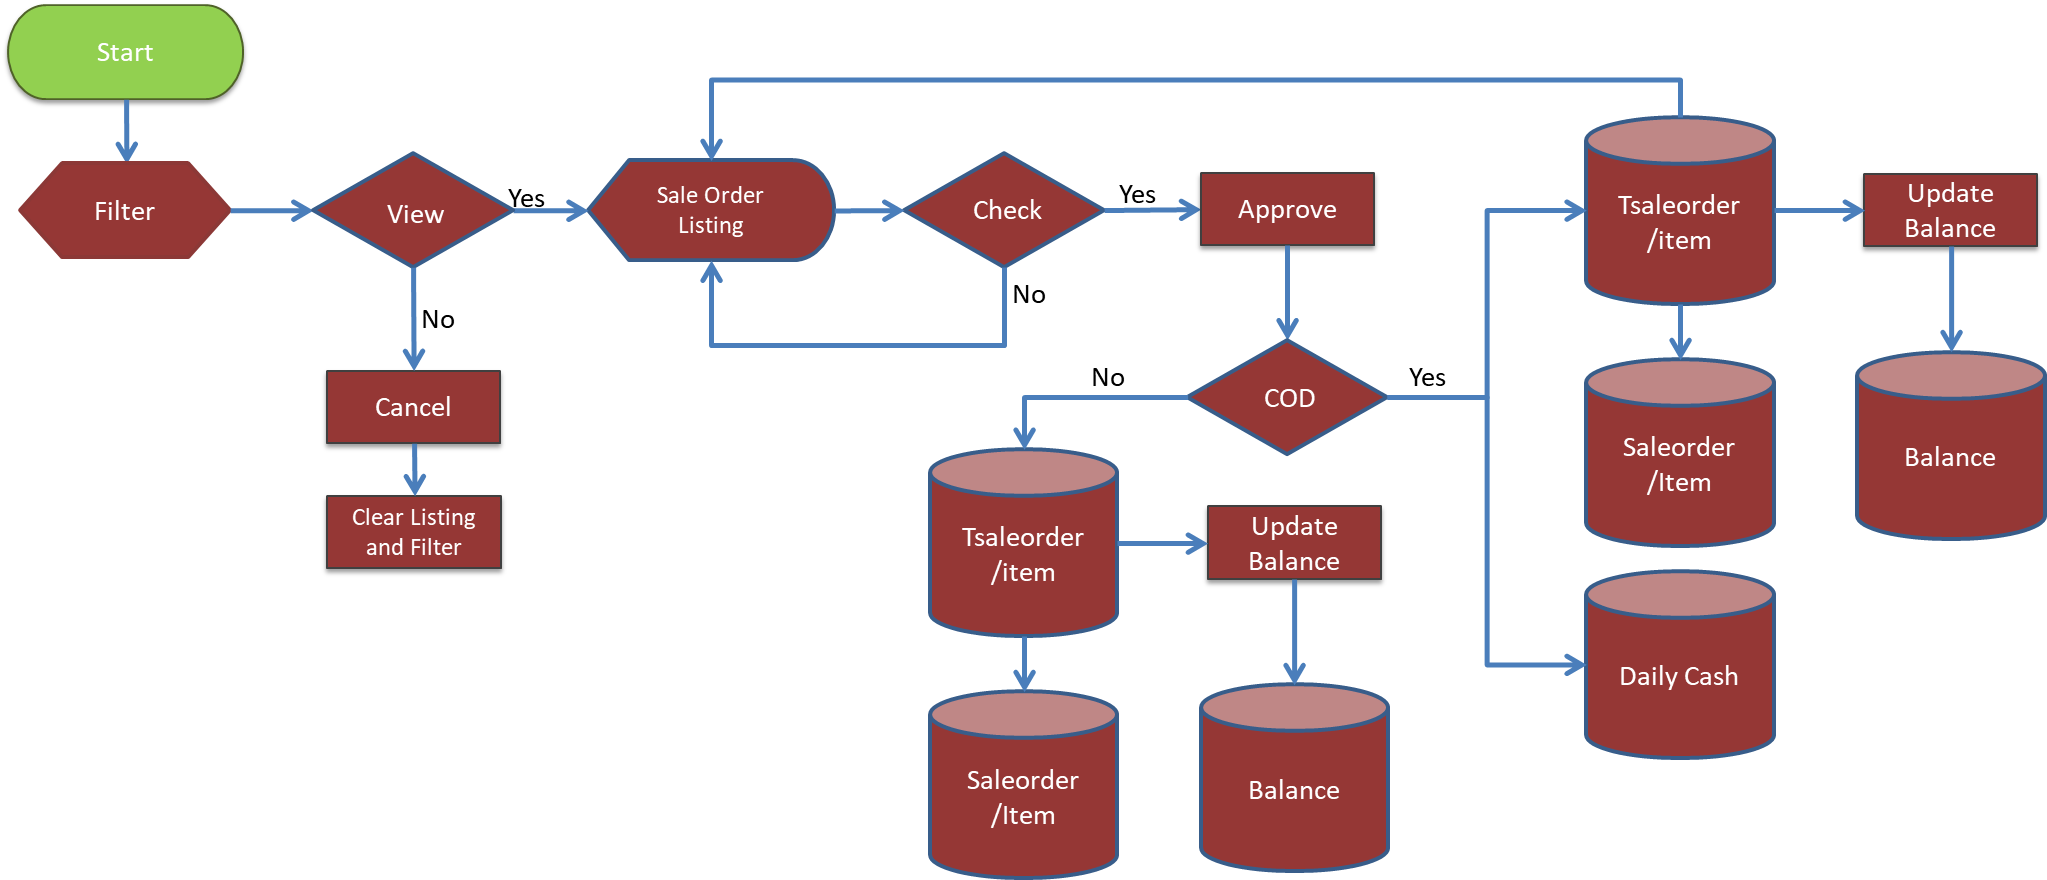 Start
Filter
View
Yes
No
Cancel
Clear Listing
and Filter
Sale Order
Listing
Check
Yes
No
Approve
COD
No
Yes
Tsaleorder
/item
Update
Balance
Saleorder
/Item
Balance
Tsaleorder
/item
Update
Balance
Saleorder
/Item
Balance
Daily Cash